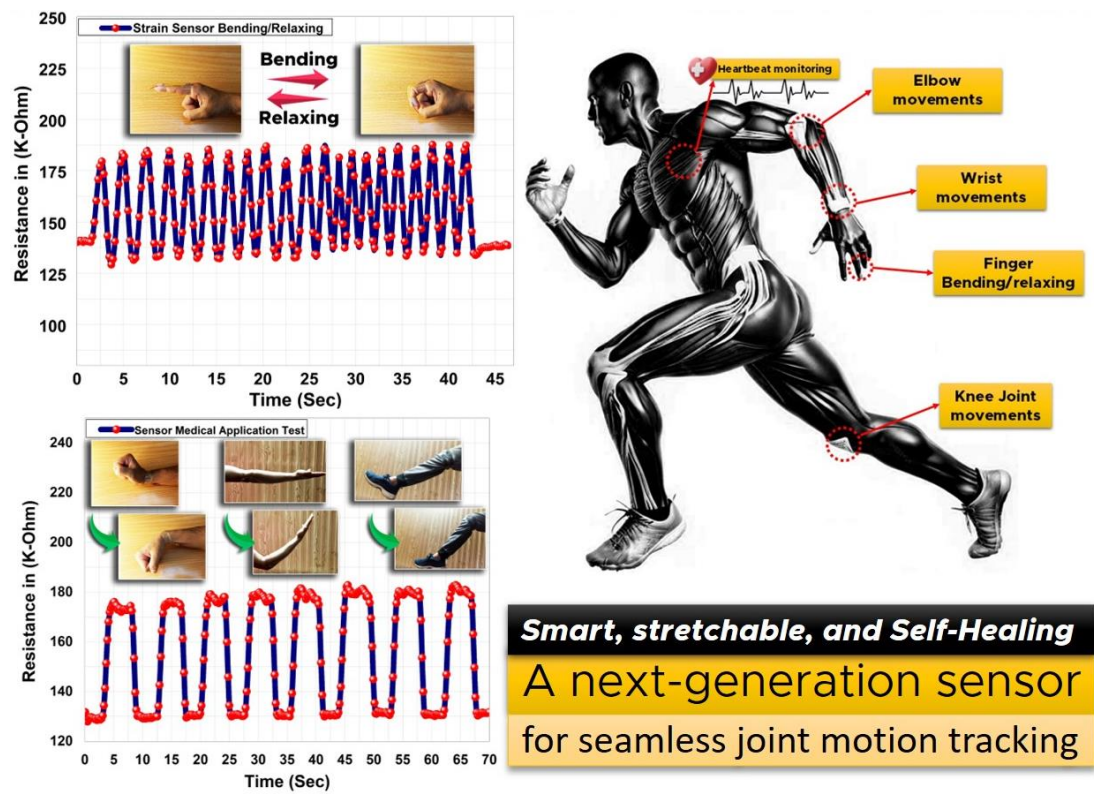 250
225
200
175
150
125
100
Resistance in (K-Ohm)
Strain Sensor Bending/Relaxing
Bending
Relaxing
0 5 10 15 20 25 30 35 40 45
Time (Sec)
240
220
200
180
160
140
120
Resistance in (K-Ohm)
Sensor Medical Application Test
0 5 10 15 20 25 30 35 40 45 50 55 60 65 70
Time (Sec)
Heartbeat monitoring
Elbow
movements
Wrist
movements
Finger
Bending/relaxing
Knee Joint
movements
Smart, stretchable, and Self-Healing
A next-generation sensor
for seamless joint motion tracking